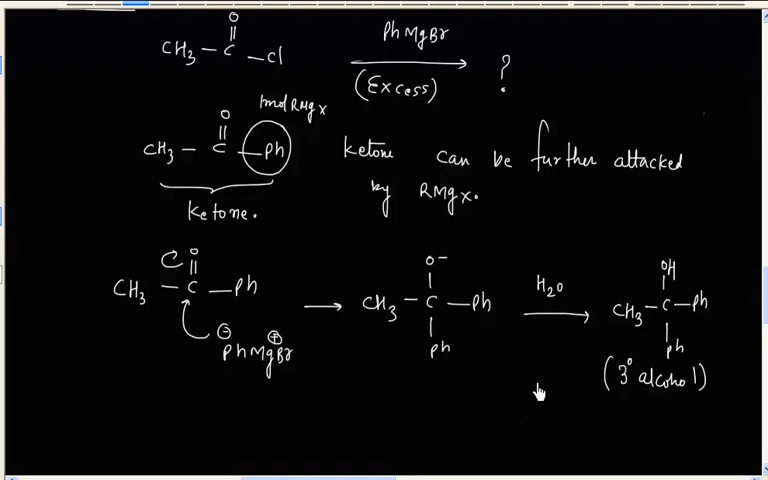 O
CH3 – C – Cl PhMgBr (Excess) ?
1mol RMgx
O
CH3 – C – Ph Ketone can be further attacked
by RMgx.
Ketone.
O O– OH
CH3 – C – Ph CH3 – C – Ph H2O CH3 – C – Ph
⊖ ⊕ Ph Ph
PhMgBr
(3° alcohol)